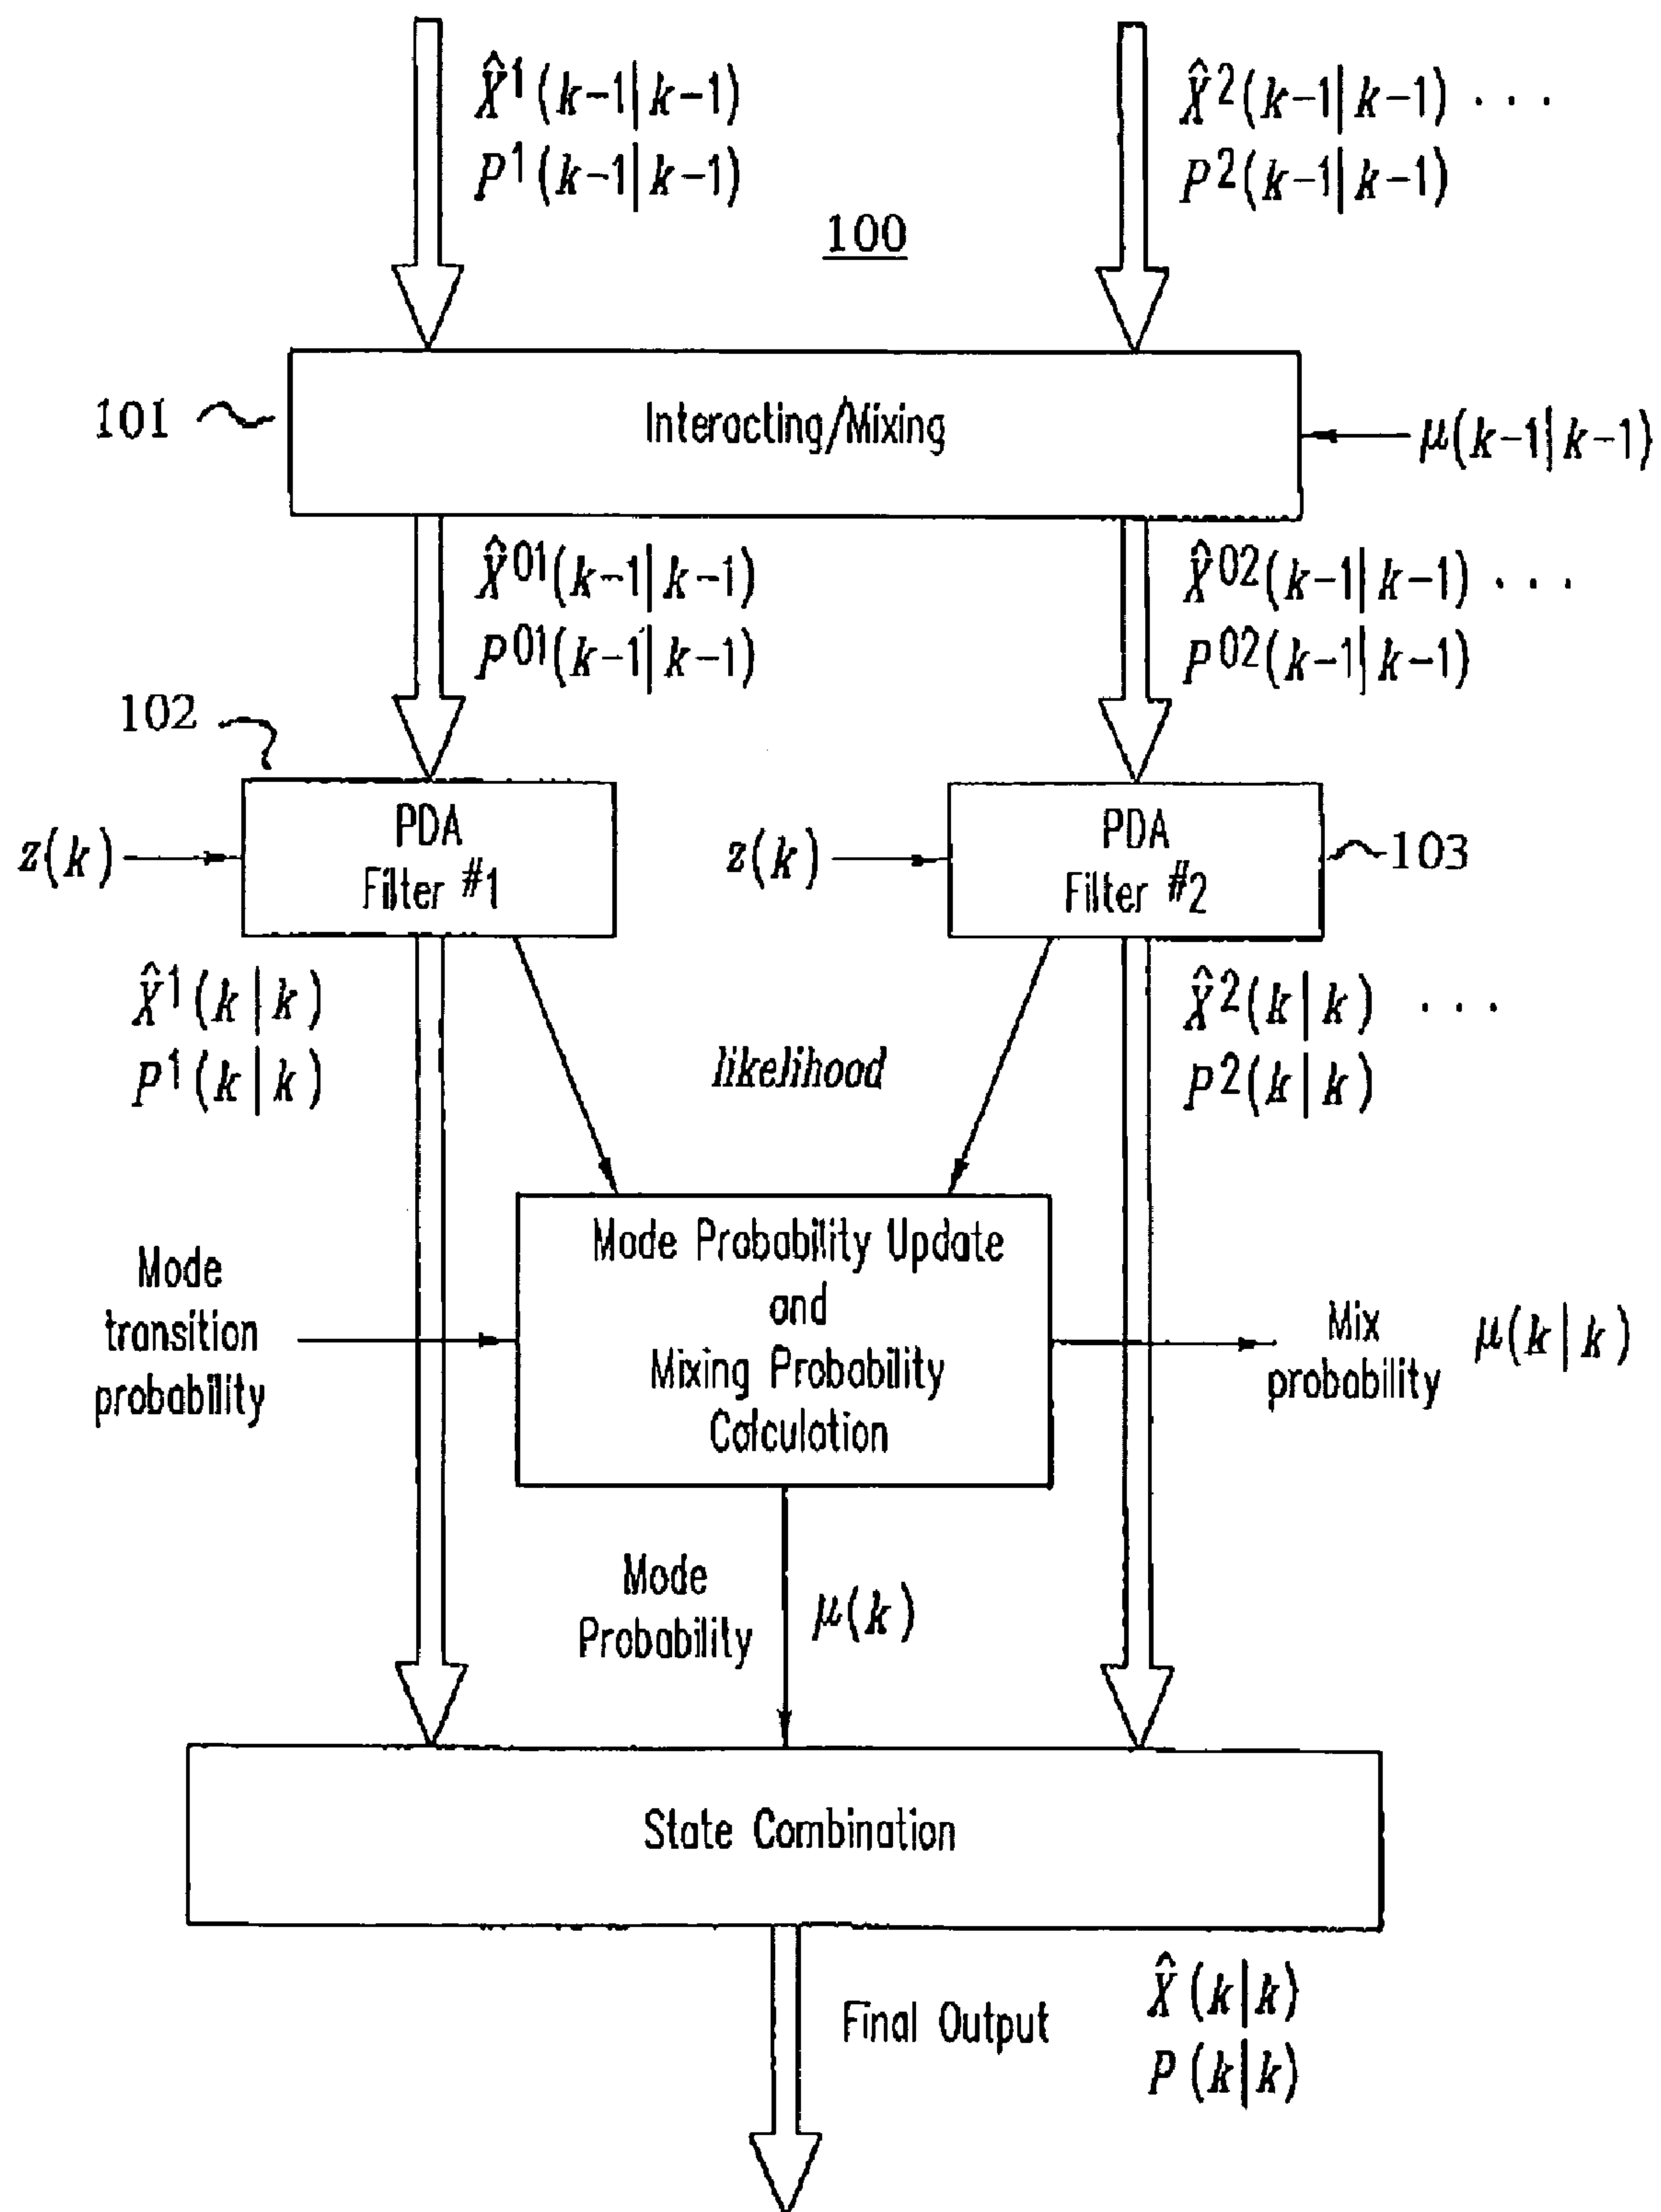 X̂¹(k-1|k-1)
P¹(k-1|k-1)
X̂²(k-1|k-1) · · ·
P²(k-1|k-1)
100
101
Interacting/Mixing
μ(k-1|k-1)
X̂⁰¹(k-1|k-1)
P⁰¹(k-1|k-1)
X̂⁰²(k-1|k-1) · · ·
P⁰²(k-1|k-1)
102
z(k)
PDA
Filter #1
z(k)
PDA
Filter #2
103
X̂¹(k|k)
P¹(k|k)
likelihood
X̂²(k|k) · · ·
P²(k|k)
Mode
transition
probability
Mode Probability Update
and
Mixing Probability
Calculation
Mix
probability
μ(k|k)
Mode
Probability
μ(k)
State Combination
Final Output
X̂(k|k)
P(k|k)